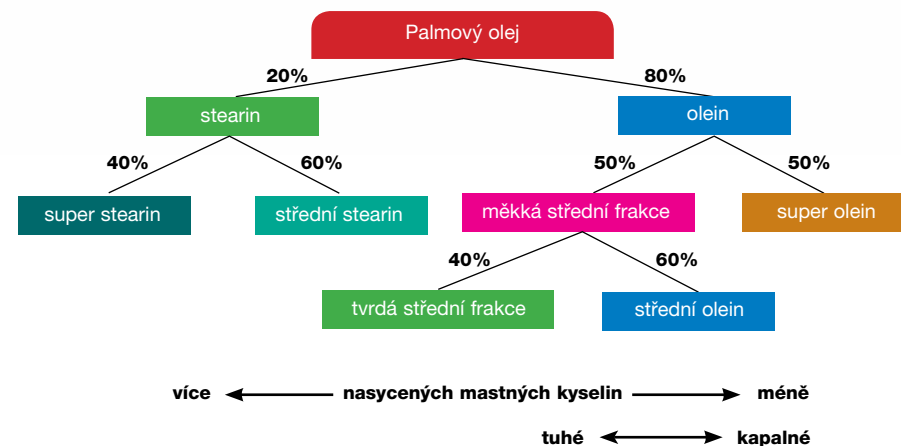 Palmový olej
20%
80%
stearin
olein
40%
60%
50%
50%
super stearin
střední stearin
měkká střední frakce
super olein
40%
60%
tvrdá střední frakce
střední olein
více
nasycených mastných kyselin
méně
tuhé
kapalné